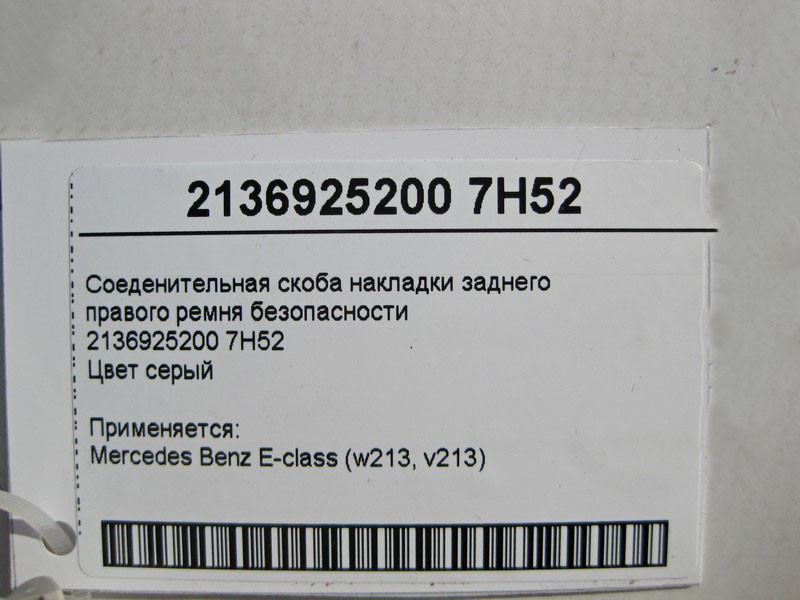 2136925200 7H52
Соеденительная скоба накладки заднего
правого ремня безопасности
2136925200 7H52
Цвет серый
Применяется:
Mercedes Benz E-class (w213, v213)